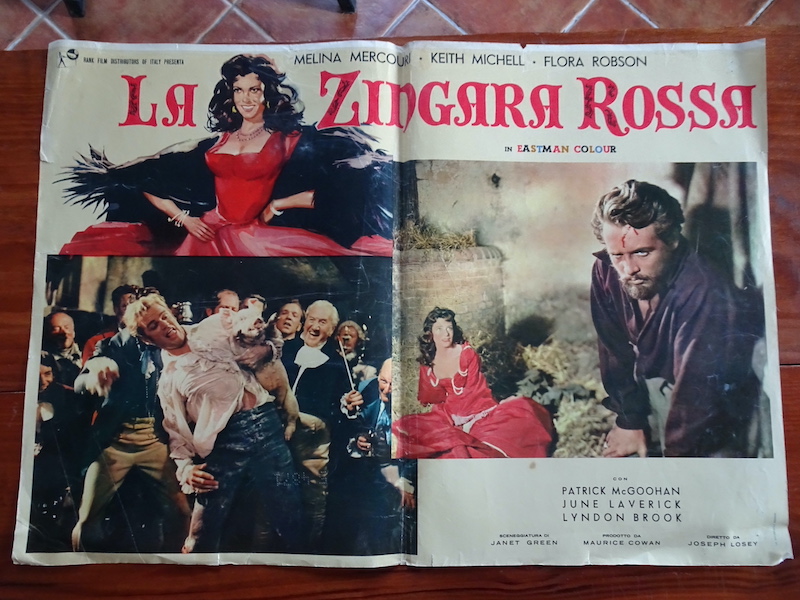 RANK FILM DISTRIBUTORS OF ITALY PRESENTA
MELINA MERCOURI · KEITH MICHELL · FLORA ROBSON
LA ZINGARA ROSSA
IN EASTMAN COLOUR
CON
PATRICK McGOOHAN
JUNE LAVERICK
LYNDON BROOK
SCENEGGIATURA DI
JANET GREEN
PRODOTTO DA
MAURICE COWAN
DIRETTO DA
JOSEPH LOSEY